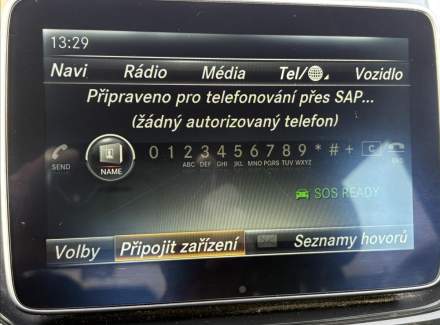 13:29
Navi Rádio Média Tel/ Vozidlo
Připraveno pro telefonování přes SAP...
(žádný autorizovaný telefon)
0 1 2 3 4 5 6 7 8 9 * # + C
SEND NAME ABC DEF GHI JKL MNO PQRS TUV WXYZ END
SOS READY
Volby Připojit zařízení Seznamy hovorů